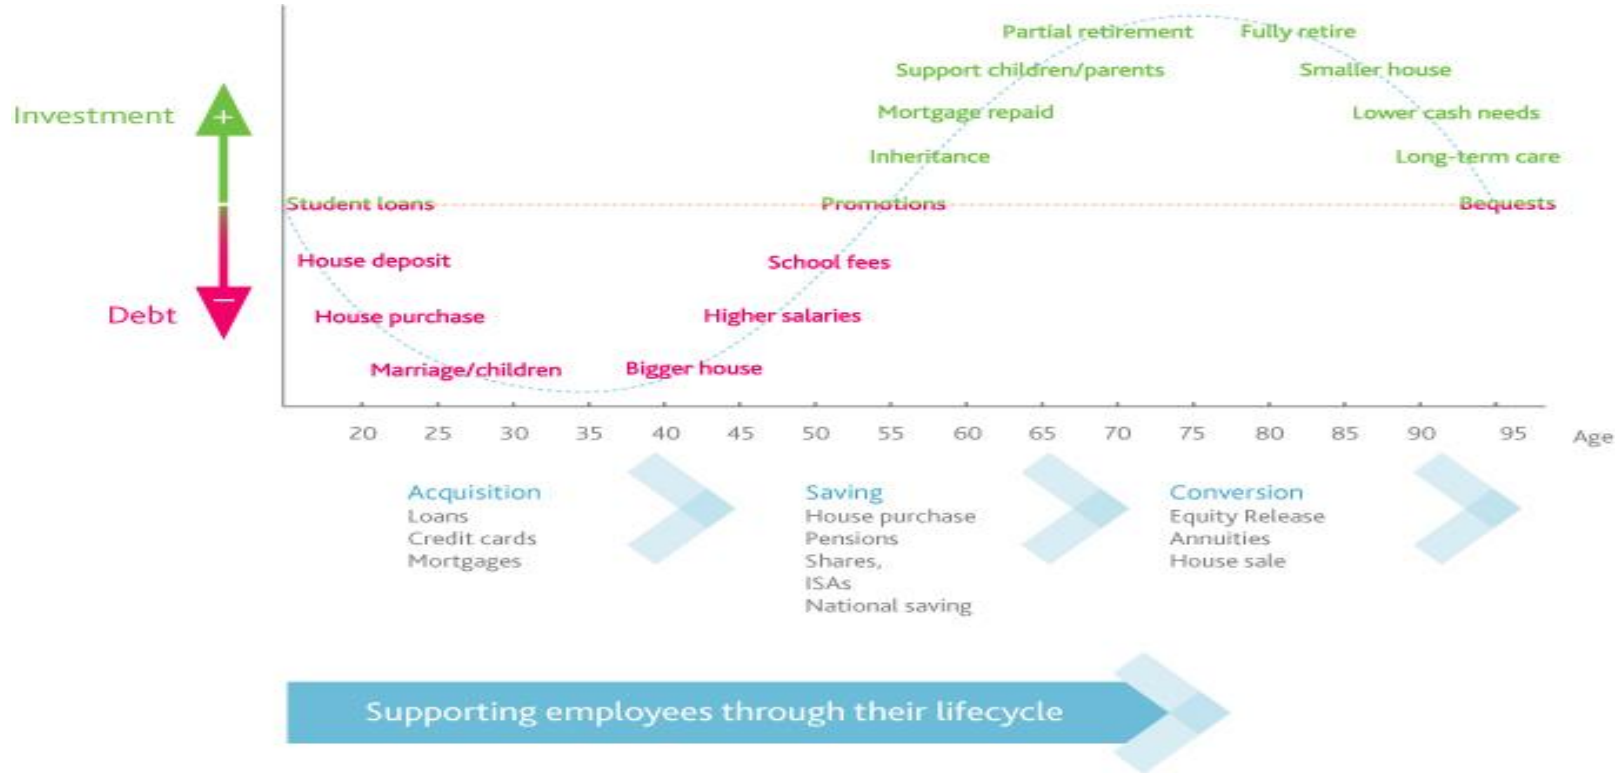 Partial retirement
Fully retire
Support children/parents
Smaller house
Investment
+
Mortgage repaid
Lower cash needs
Inheritance
Long-term care
Student loans
Promotions
Bequests
House deposit
School fees
Debt
−
House purchase
Higher salaries
Marriage/children
Bigger house
20 25 30 35 40 45 50 55 60 65 70 75 80 85 90 95 Age
Acquisition
Loans
Credit cards
Mortgages
Saving
House purchase
Pensions
Shares,
ISAs
National saving
Conversion
Equity Release
Annuities
House sale
Supporting employees through their lifecycle